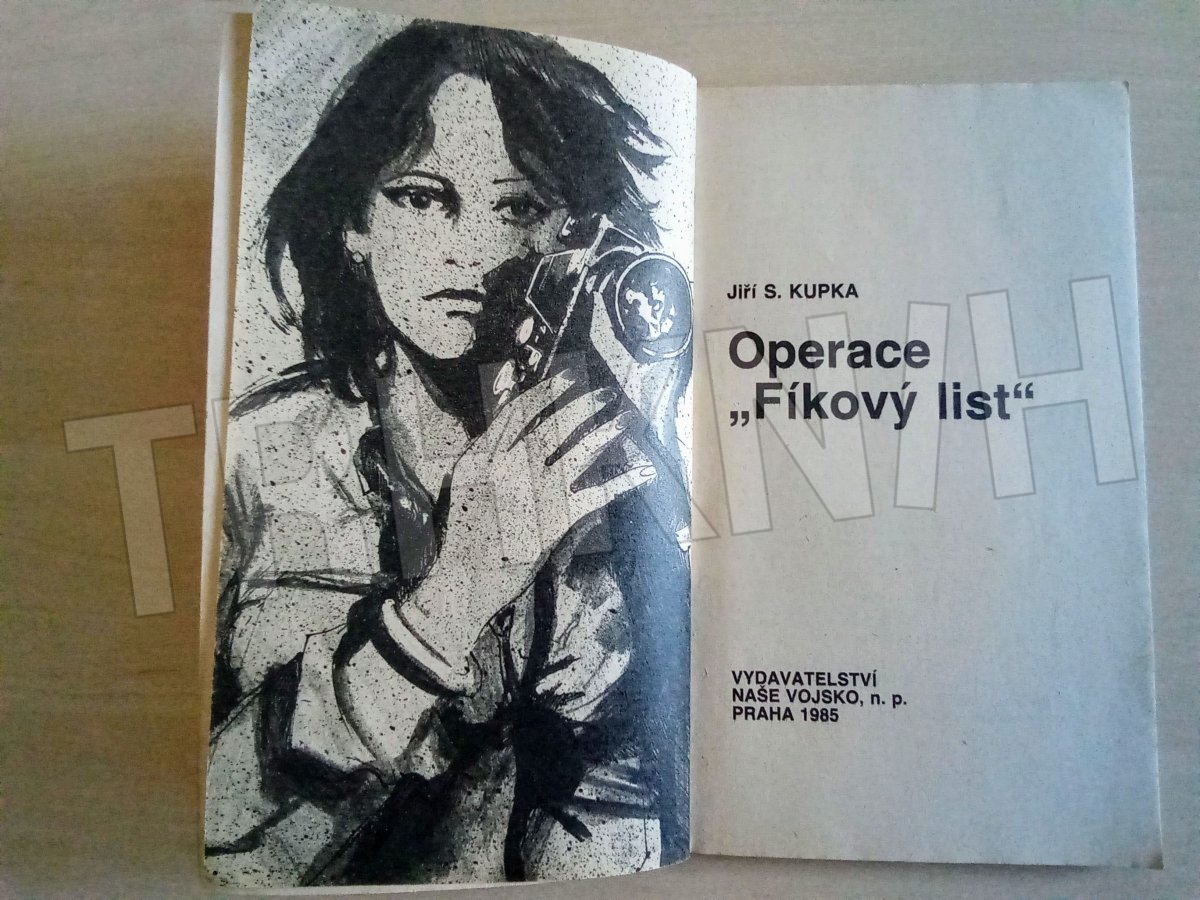 Jiří S. KUPKA
Operace
„Fíkový list“
VYDAVATELSTVÍ
NAŠE VOJSKO, n. p.
PRAHA 1985